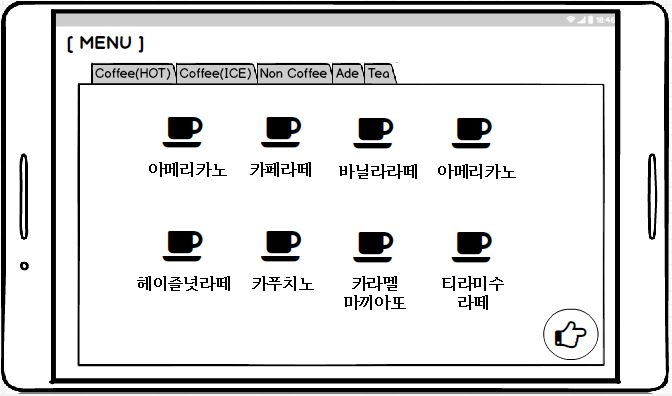 18:46
[ MENU ]
Coffee(HOT) Coffee(ICE) Non Coffee Ade Tea
아메리카노 카페라떼 바닐라라떼 아메리카노
헤이즐넛라떼 카푸치노 카라멜 티라미수
마끼아또 라떼